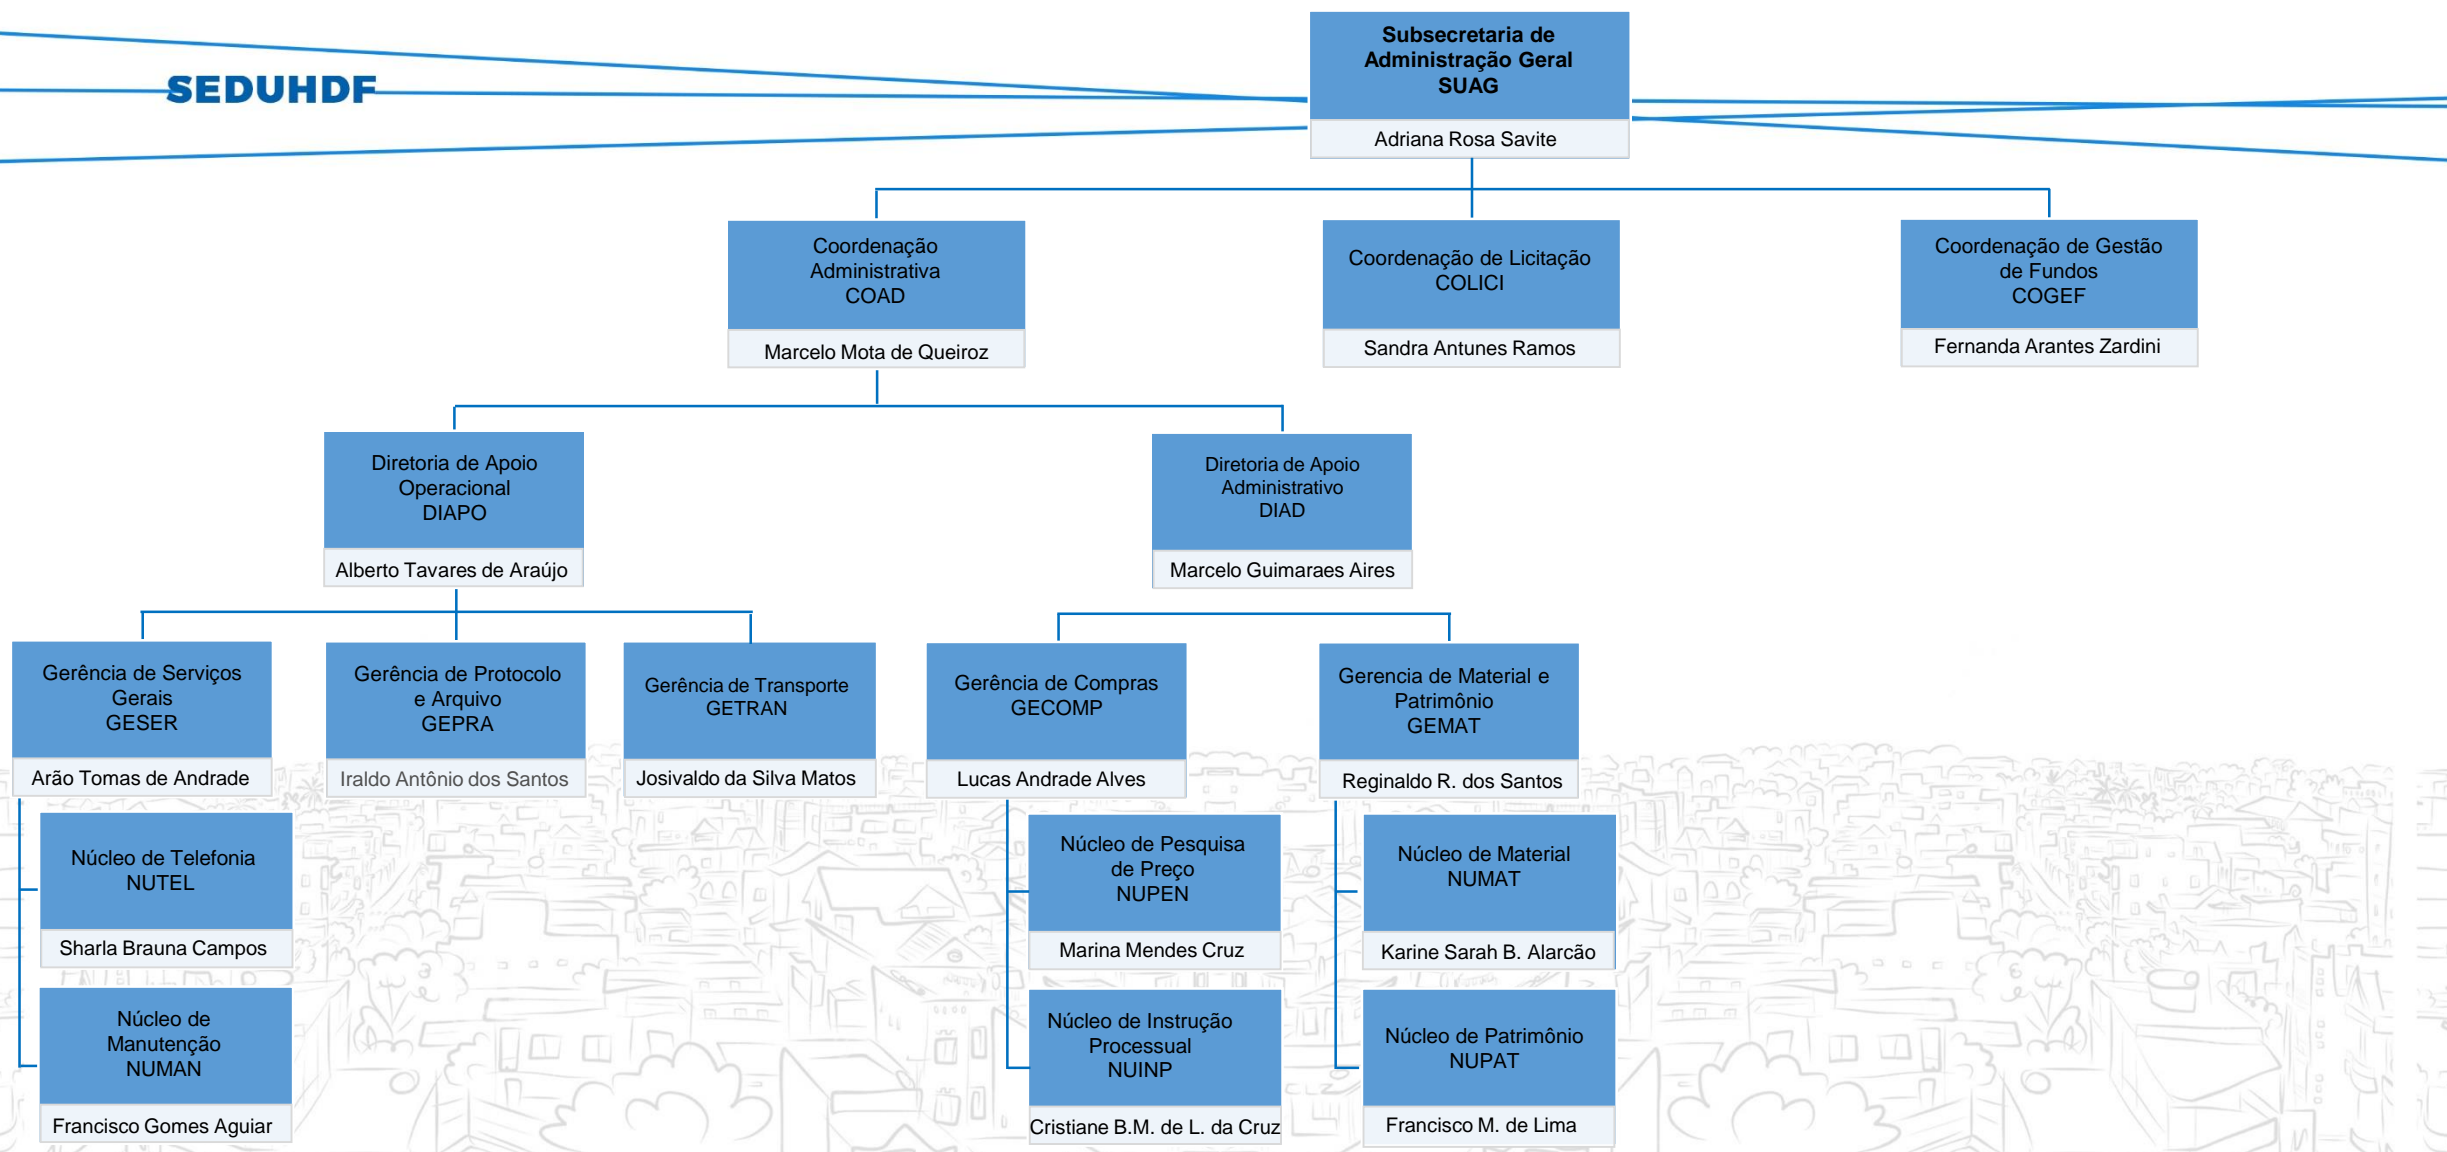 SEDUHDF
Subsecretaria de
Administração Geral
SUAG
Adriana Rosa Savite
Coordenação
Administrativa
COAD
Marcelo Mota de Queiroz
Coordenação de Licitação
COLICI
Sandra Antunes Ramos
Coordenação de Gestão
de Fundos
COGEF
Fernanda Arantes Zardini
Diretoria de Apoio
Operacional
DIAPO
Alberto Tavares de Araújo
Diretoria de Apoio
Administrativo
DIAD
Marcelo Guimaraes Aires
Gerência de Serviços
Gerais
GESER
Arão Tomas de Andrade
Gerência de Protocolo
e Arquivo
GEPRA
Iraldo Antônio dos Santos
Gerência de Transporte
GETRAN
Josivaldo da Silva Matos
Gerência de Compras
GECOMP
Lucas Andrade Alves
Gerencia de Material e
Patrimônio
GEMAT
Reginaldo R. dos Santos
Núcleo de Telefonia
NUTEL
Sharla Brauna Campos
Núcleo de Pesquisa
de Preço
NUPEN
Marina Mendes Cruz
Núcleo de Material
NUMAT
Karine Sarah B. Alarcão
Núcleo de
Manutenção
NUMAN
Francisco Gomes Aguiar
Núcleo de Instrução
Processual
NUINP
Cristiane B.M. de L. da Cruz
Núcleo de Patrimônio
NUPAT
Francisco M. de Lima